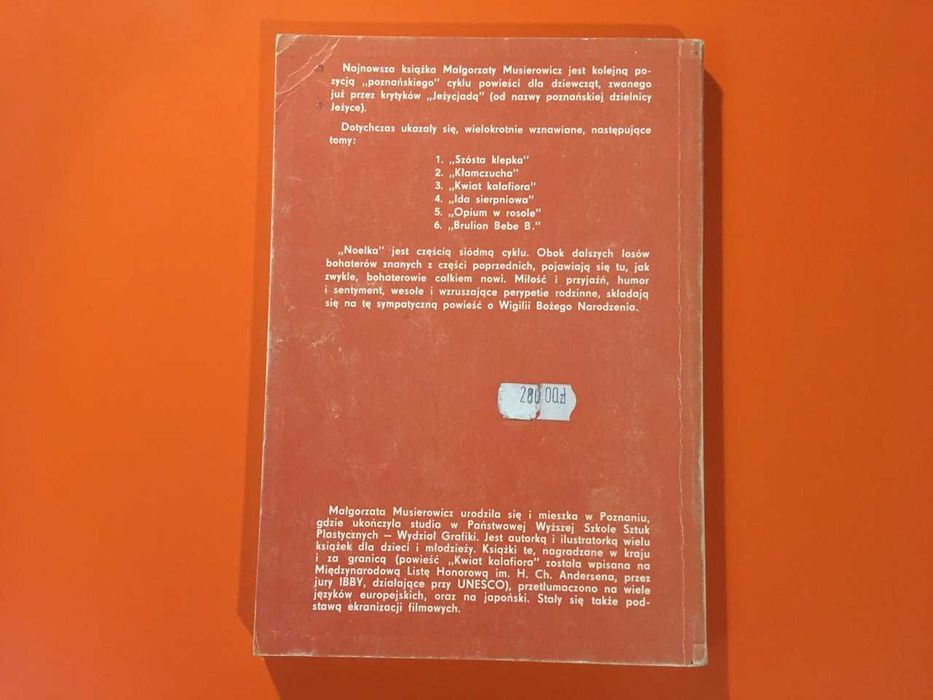 Najnowsza książka Małgorzaty Musierowicz jest kolejną po-
zycją „poznańskiego" cyklu powieści dla dziewcząt, zwanego
już przez krytyków „Jeżycjadą" (od nazwy poznańskiej dzielnicy
Jeżyce).
Dotychczas ukazały się, wielokrotnie wznawiane, następujące
tomy:
1. „Szósta klepka"
2. „Kłamczucha"
3. „Kwiat kalafiora"
4. „Ida sierpniowa"
5. „Opium w rosole"
6. „Brulion Bebe B."
„Noelka" jest częścią siódmą cyklu. Obok dalszych losów
bohaterów znanych z części poprzednich, pojawiają się tu, jak
zwykle, bohaterowie całkiem nowi. Miłość i przyjaźń, humor
i sentyment, wesołe i wzruszające perypetie rodzinne, składają
się na tę sympatyczną powieść o Wigilii Bożego Narodzenia.
28000zł
Małgorzata Musierowicz urodziła się i mieszka w Poznaniu,
gdzie ukończyła studia w Państwowej Wyższej Szkole Sztuk
Plastycznych – Wydział Grafiki. Jest autorką i ilustratorką wielu
książek dla dzieci i młodzieży. Książki te, nagradzane w kraju
i za granicą (powieść „Kwiat kalafiora" została wpisana na
Międzynarodową Listę Honorową im. H. Ch. Andersena, przez
jury IBBY, działające przy UNESCO), przetłumaczono na wiele
języków europejskich, oraz na japoński. Stały się także pod-
stawą ekranizacji filmowych.